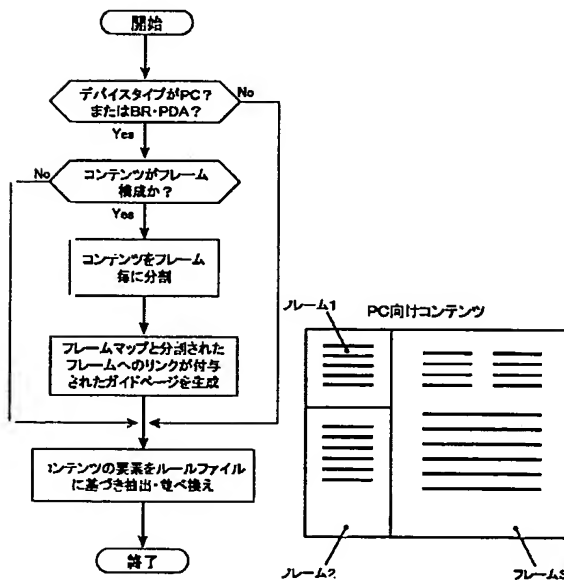 開始
デバイスタイプがPC?
またはBR・PDA?
No
Yes
No
コンテンツがフレーム
構成か?
Yes
コンテンツをフレーム
毎に分割
フレームマップと分割された
フレームへのリンクが付与
されたガイドページを生成
コンテンツの要素をルールファイル
に基づき抽出・並べ換え
終了
フレーム1
PC向けコンテンツ
フレーム2
フレーム3